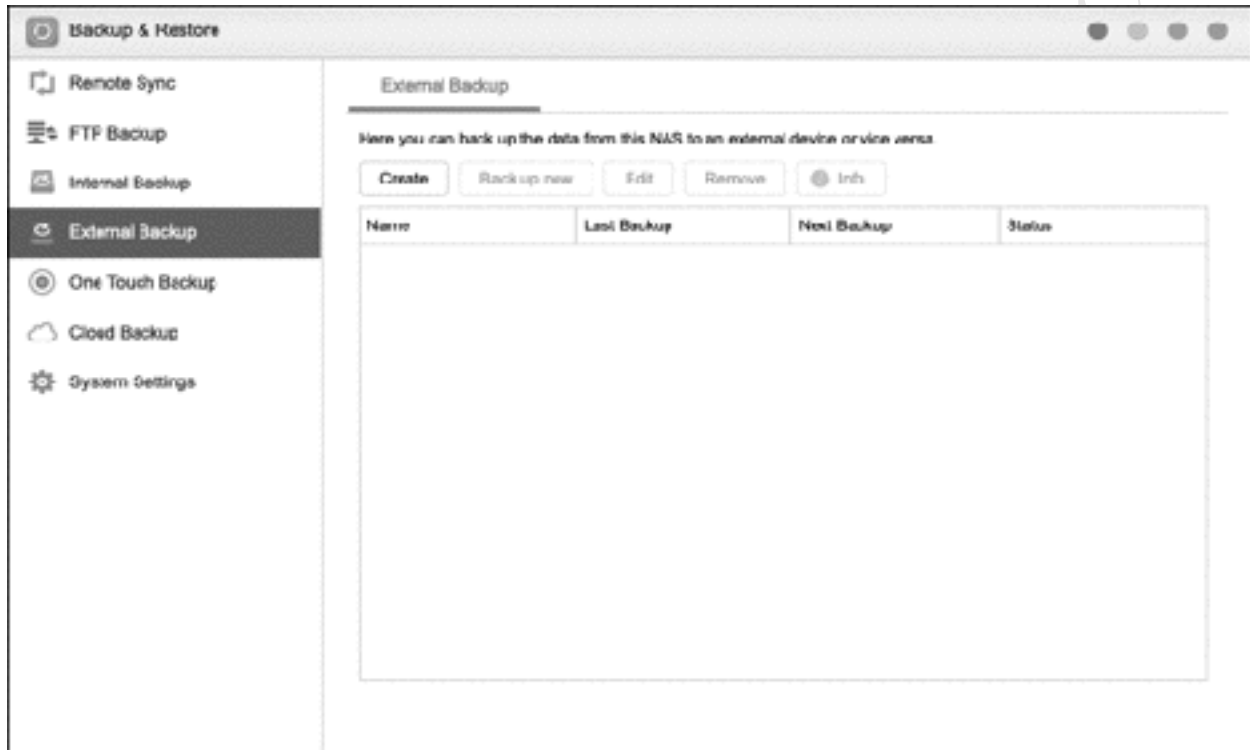 Backup & Restore
Remote Sync
FTP Backup
Internal Backup
External Backup
One Touch Backup
Cloud Backup
System Settings
External Backup
Here you can back up the data from this NAS to an external device or vice versa
Create Back up now Edit Remove Info
Name Last Backup Next Backup Status